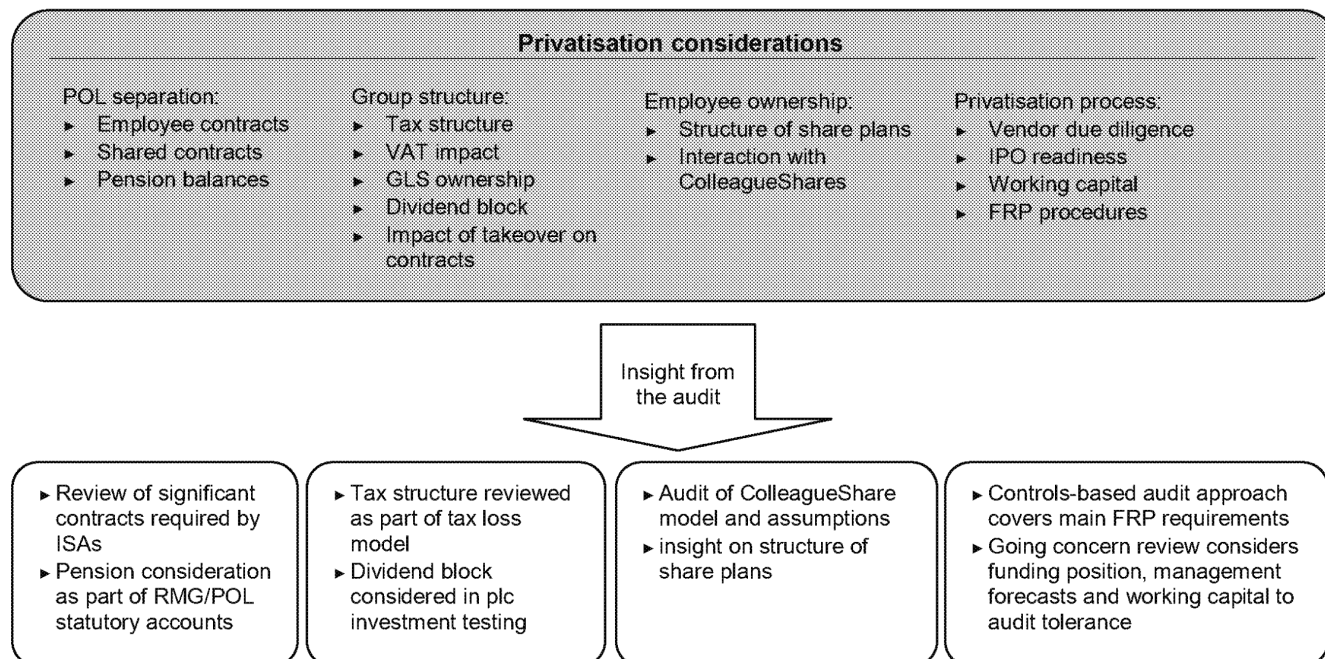 Privatisation considerations
POL separation:
► Employee contracts
► Shared contracts
► Pension balances
Group structure:
► Tax structure
► VAT impact
► GLS ownership
► Dividend block
► Impact of takeover on
contracts
Employee ownership:
► Structure of share plans
► Interaction with
ColleagueShares
Privatisation process:
► Vendor due diligence
► IPO readiness
► Working capital
► FRP procedures
Insight from
the audit
► Review of significant
contracts required by
ISAs
► Pension consideration
as part of RMG/POL
statutory accounts
► Tax structure reviewed
as part of tax loss
model
► Dividend block
considered in plc
investment testing
► Audit of ColleagueShare
model and assumptions
► insight on structure of
share plans
► Controls-based audit approach
covers main FRP requirements
► Going concern review considers
funding position, management
forecasts and working capital to
audit tolerance